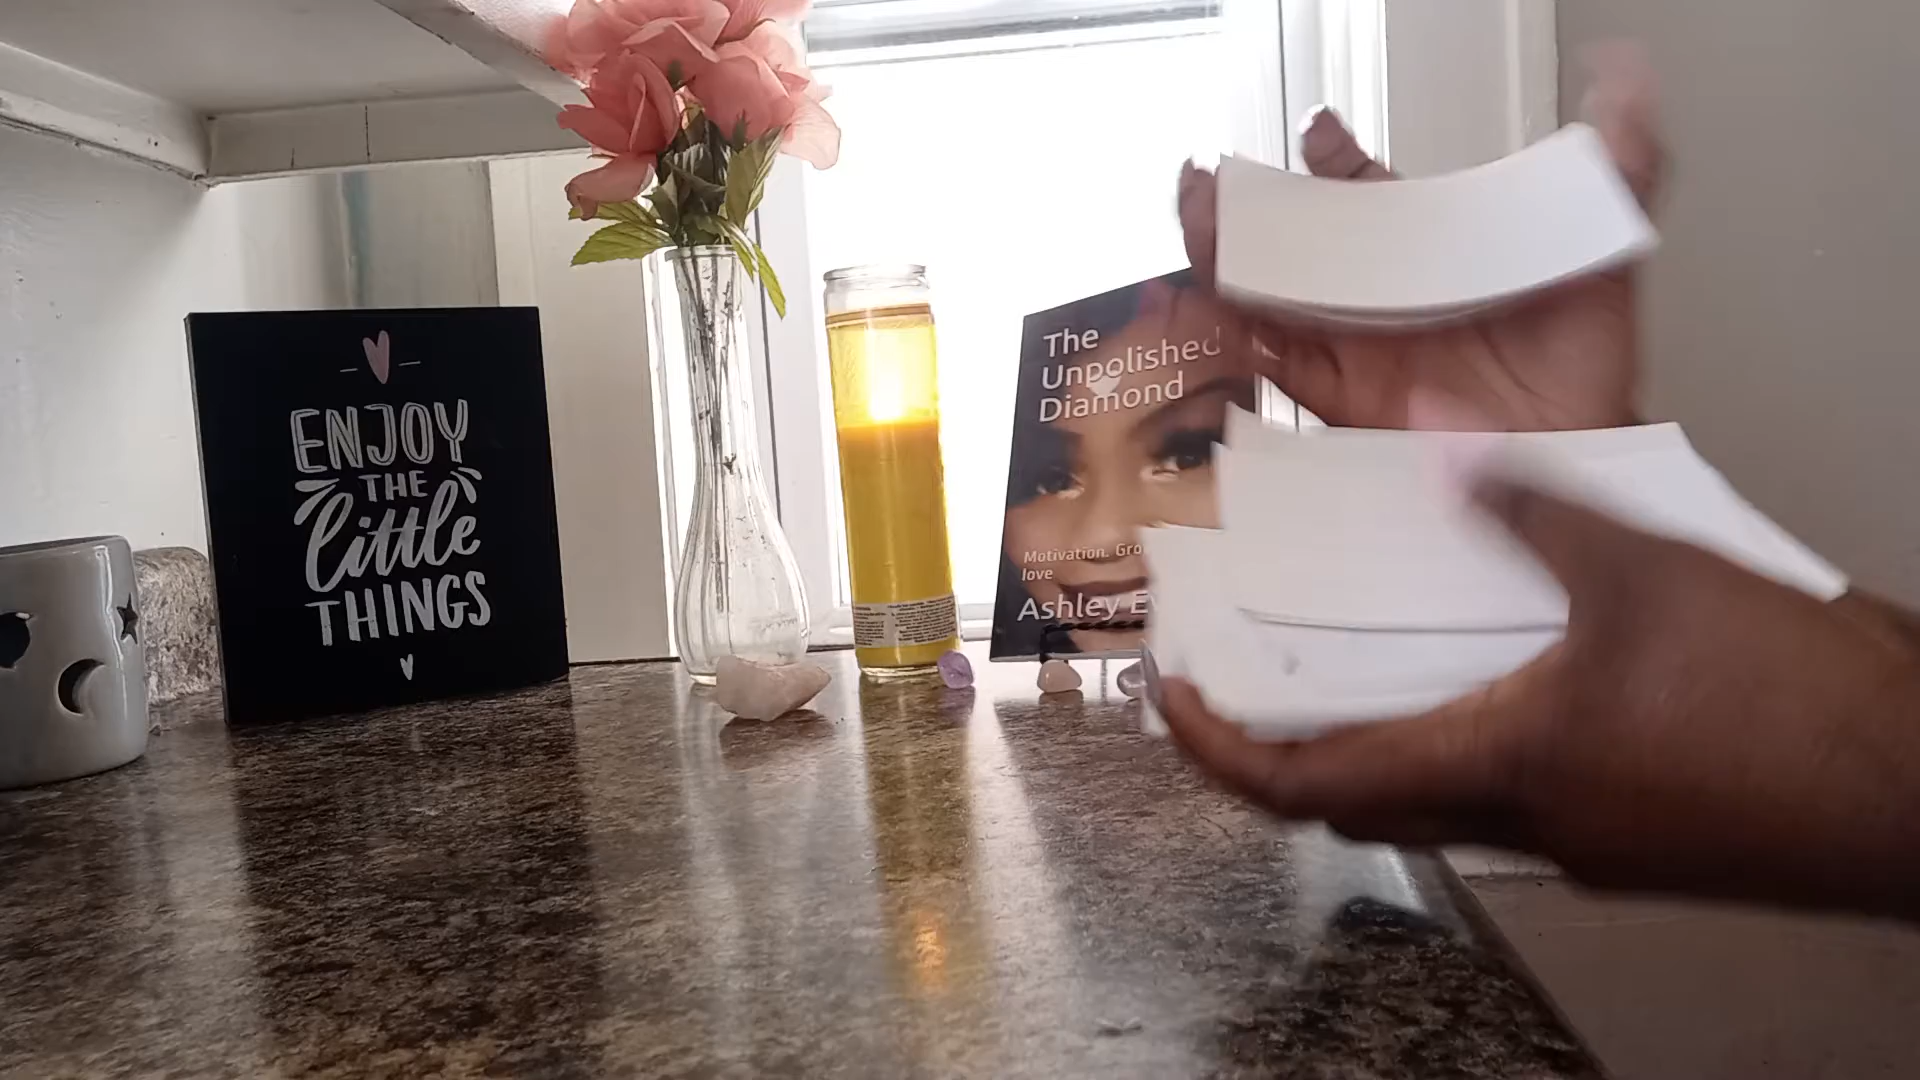 ENJOY
THE
little
THINGS
The
Unpolished
Diamond
Motivation.
love
Ashley